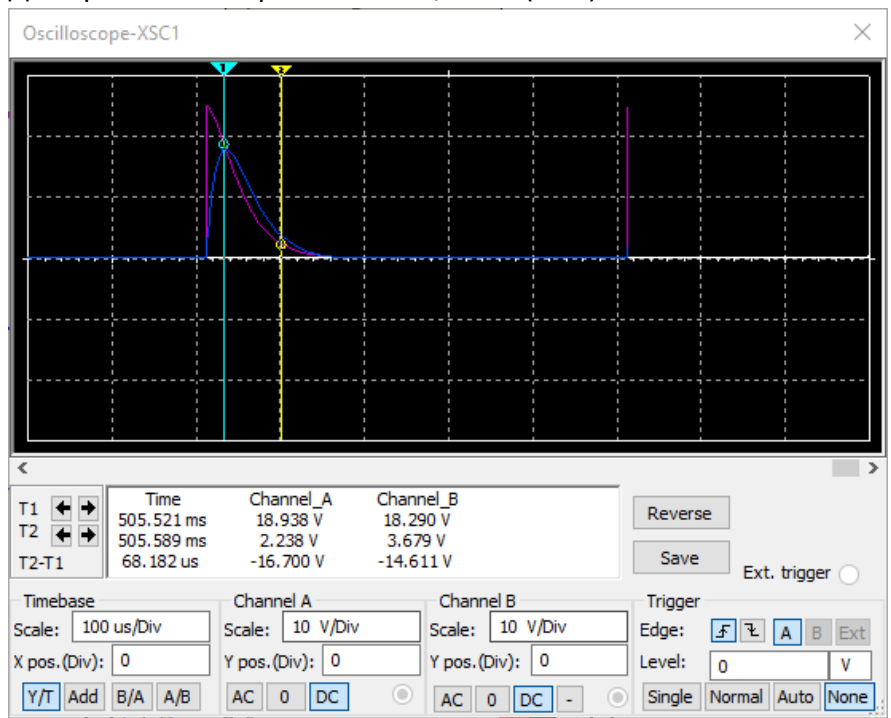 Oscilloscope-XSC1
1 2
Time Channel_A Channel_B
T1 505.521 ms 18.938 V 18.290 V
T2 505.589 ms 2.238 V 3.679 V
T2-T1 68.182 us -16.700 V -14.611 V
Reverse
Save
Ext. trigger
Timebase Channel A Channel B Trigger
Scale: 100 us/Div Scale: 10 V/Div Scale: 10 V/Div Edge: A B Ext
X pos.(Div): 0 Y pos.(Div): 0 Y pos.(Div): 0 Level: 0 V
Y/T Add B/A A/B AC 0 DC AC 0 DC - Single Normal Auto None